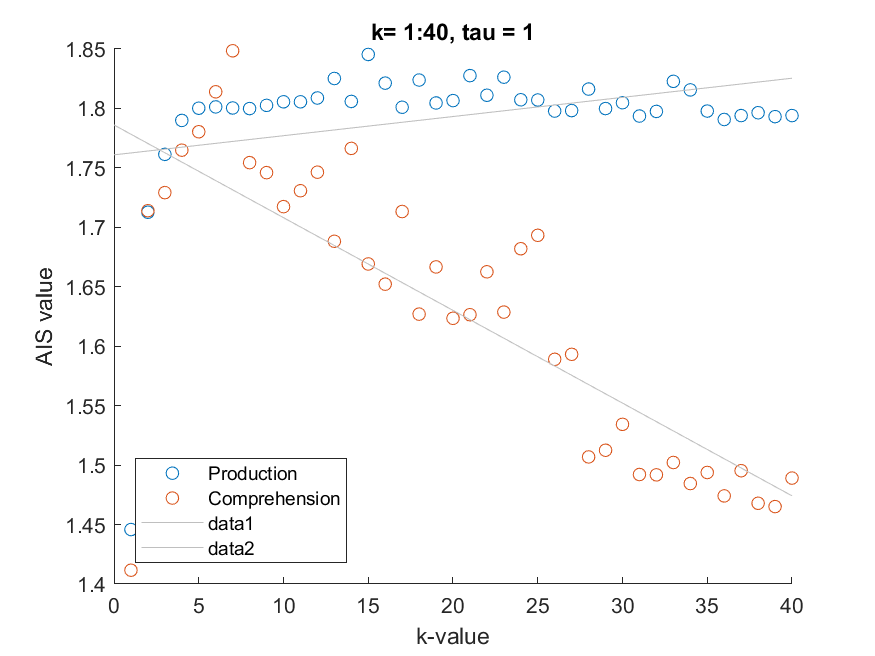 k= 1:40, tau = 1
1.85
1.8
1.75
1.7
1.65
1.6
1.55
1.5
1.45
1.4
AIS value
Production
Comprehension
data1
data2
0 5 10 15 20 25 30 35 40
k-value